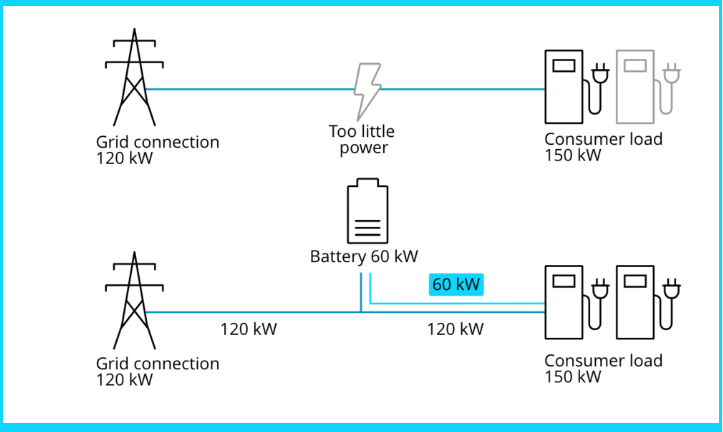 Too little
power
Grid connection
120 kW
Consumer load
150 kW
Battery 60 kW
60 kW
120 kW
120 kW
Grid connection
120 kW
Consumer load
150 kW